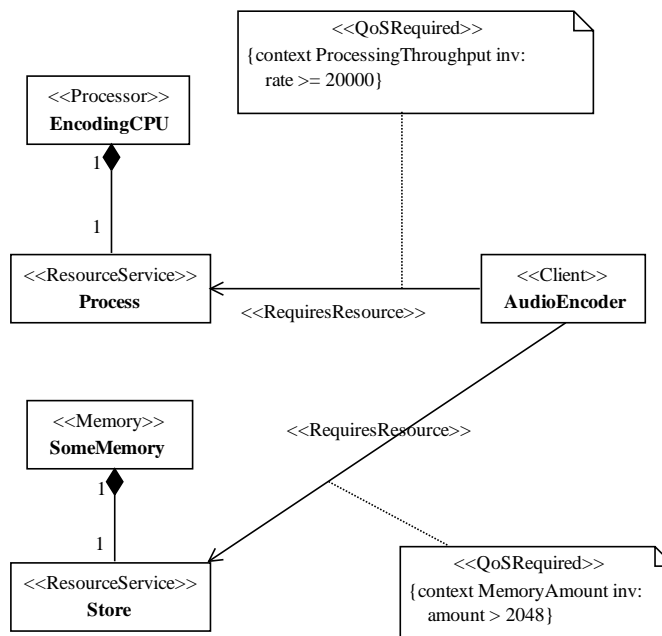 <<QoSRequired>>
{context ProcessingThroughput inv:
rate >= 20000}
<<Processor>>
EncodingCPU
1
1
<<ResourceService>>
Process
<<Client>>
AudioEncoder
<<RequiresResource>>
<<Memory>>
SomeMemory
<<RequiresResource>>
1
1
<<ResourceService>>
Store
<<QoSRequired>>
{context MemoryAmount inv:
amount > 2048}